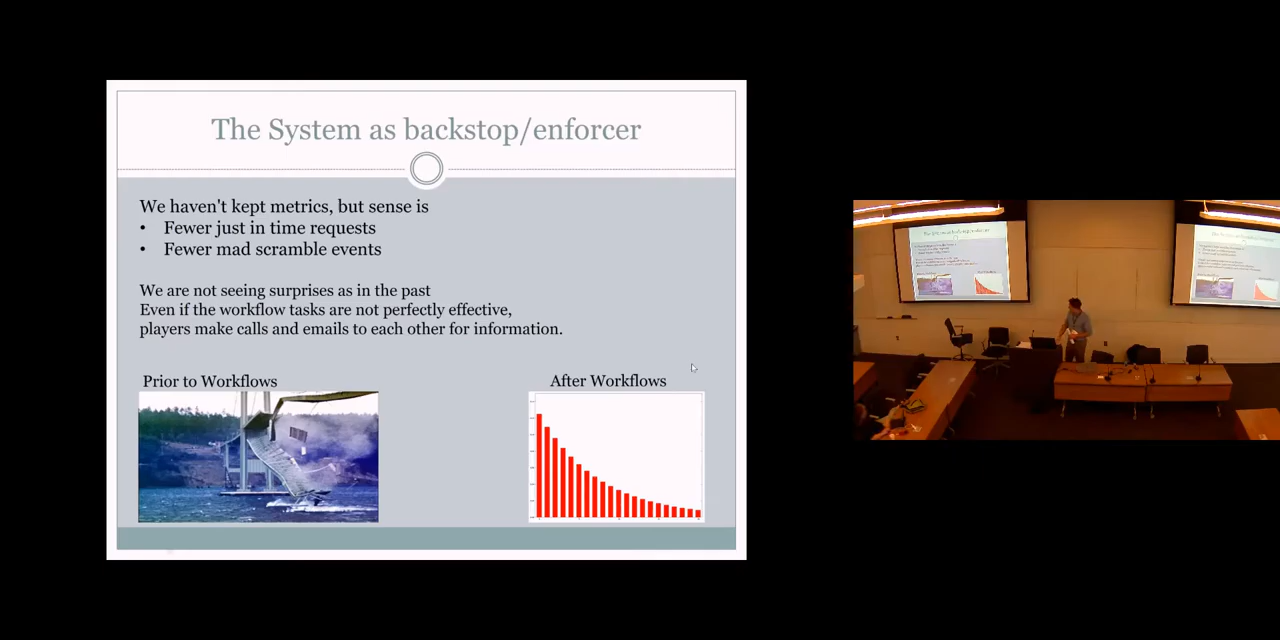 The System as backstop/enforcer
We haven't kept metrics, but sense is
• Fewer just in time requests
• Fewer mad scramble events
We are not seeing surprises as in the past
Even if the workflow tasks are not perfectly effective,
players make calls and emails to each other for information.
Prior to Workflows
After Workflows